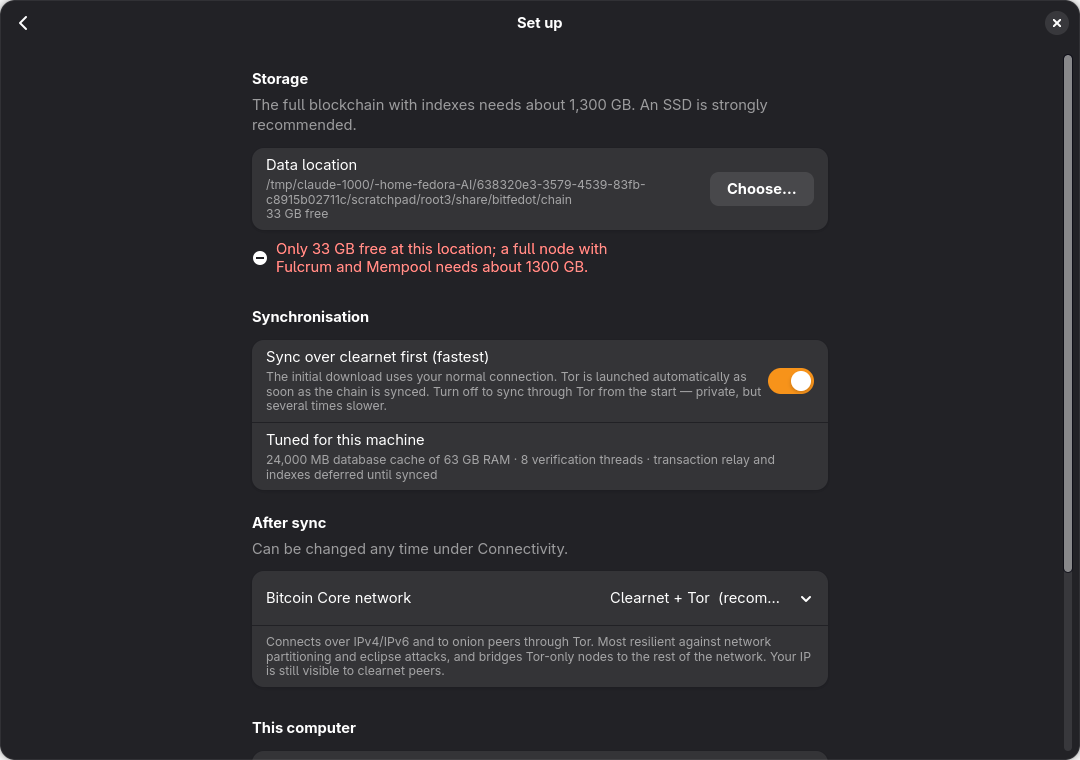 Set up
Storage
The full blockchain with indexes needs about 1,300 GB. An SSD is strongly
recommended.
Data location
/tmp/claude-1000/-home-fedora-AI/638320e3-3579-4539-83fb-
c8915b02711c/scratchpad/root3/share/bitfedot/chain
33 GB free
Choose...
Only 33 GB free at this location; a full node with
Fulcrum and Mempool needs about 1300 GB.
Synchronisation
Sync over clearnet first (fastest)
The initial download uses your normal connection. Tor is launched automatically as
soon as the chain is synced. Turn off to sync through Tor from the start — private, but
several times slower.
Tuned for this machine
24,000 MB database cache of 63 GB RAM · 8 verification threads · transaction relay and
indexes deferred until synced
After sync
Can be changed any time under Connectivity.
Bitcoin Core network
Clearnet + Tor (recom...
Connects over IPv4/IPv6 and to onion peers through Tor. Most resilient against network
partitioning and eclipse attacks, and bridges Tor-only nodes to the rest of the network. Your IP
is still visible to clearnet peers.
This computer